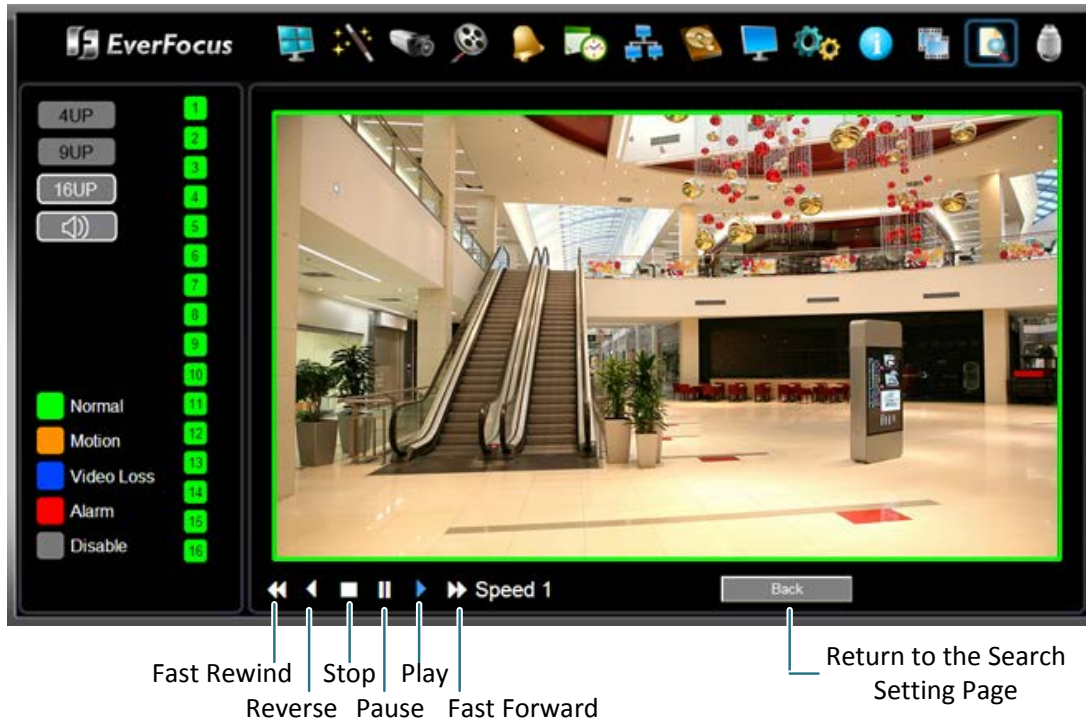 EverFocus
4UP
9UP
16UP
1
2
3
4
5
6
7
8
9
10
11
12
13
14
15
16
Normal
Motion
Video Loss
Alarm
Disable
Speed 1
Back
Fast Rewind
Reverse
Stop
Pause
Play
Fast Forward
Return to the Search
Setting Page